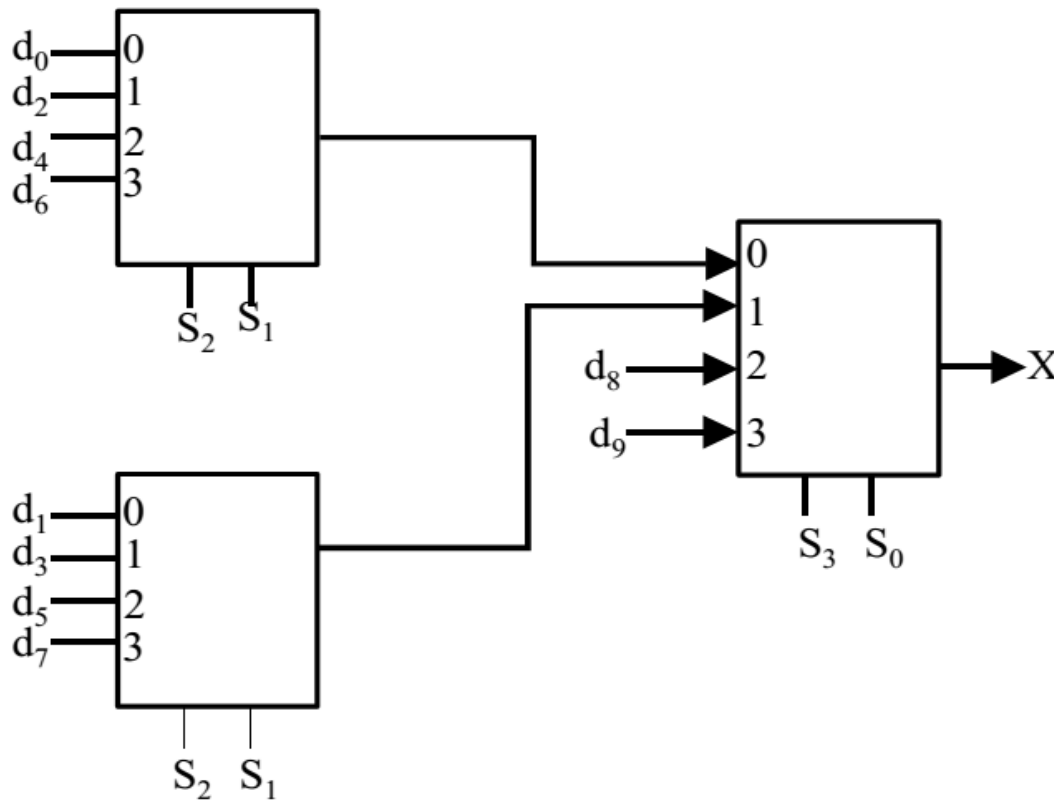 d₀ 0
d₂ 1
d₄ 2
d₆ 3
S₂ S₁
0
1
d₈ 2
d₉ 3
X
S₃ S₀
d₁ 0
d₃ 1
d₅ 2
d₇ 3
S₂ S₁